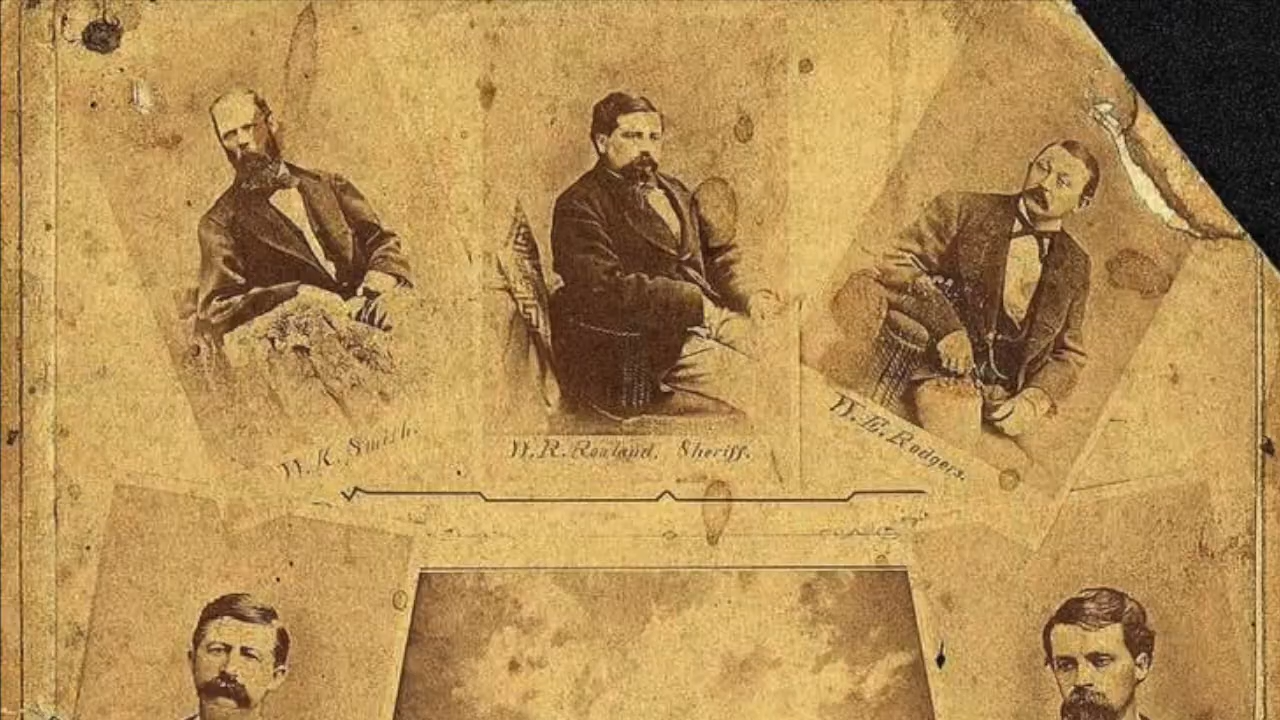 W. K. Smith.
W. R. Rowland, Sheriff.
W. E. Rodgers.